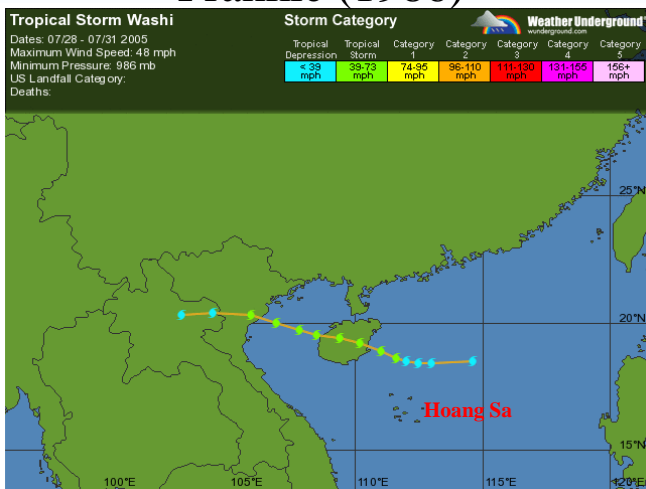 Tropical Storm Washi
Dates: 07/28 - 07/31 2005
Maximum Wind Speed: 48 mph
Minimum Pressure: 986 mb
US Landfall Category:
Deaths:
Storm Category
Weather Underground®
wunderground.com
Tropical Depression
< 39 mph
Tropical Storm
39-73 mph
Category 1
74-95 mph
Category 2
96-110 mph
Category 3
111-130 mph
Category 4
131-155 mph
Category 5
156+ mph
25°N
20°N
Hoang Sa
15°N
100°E
105°E
110°E
115°E
120°E